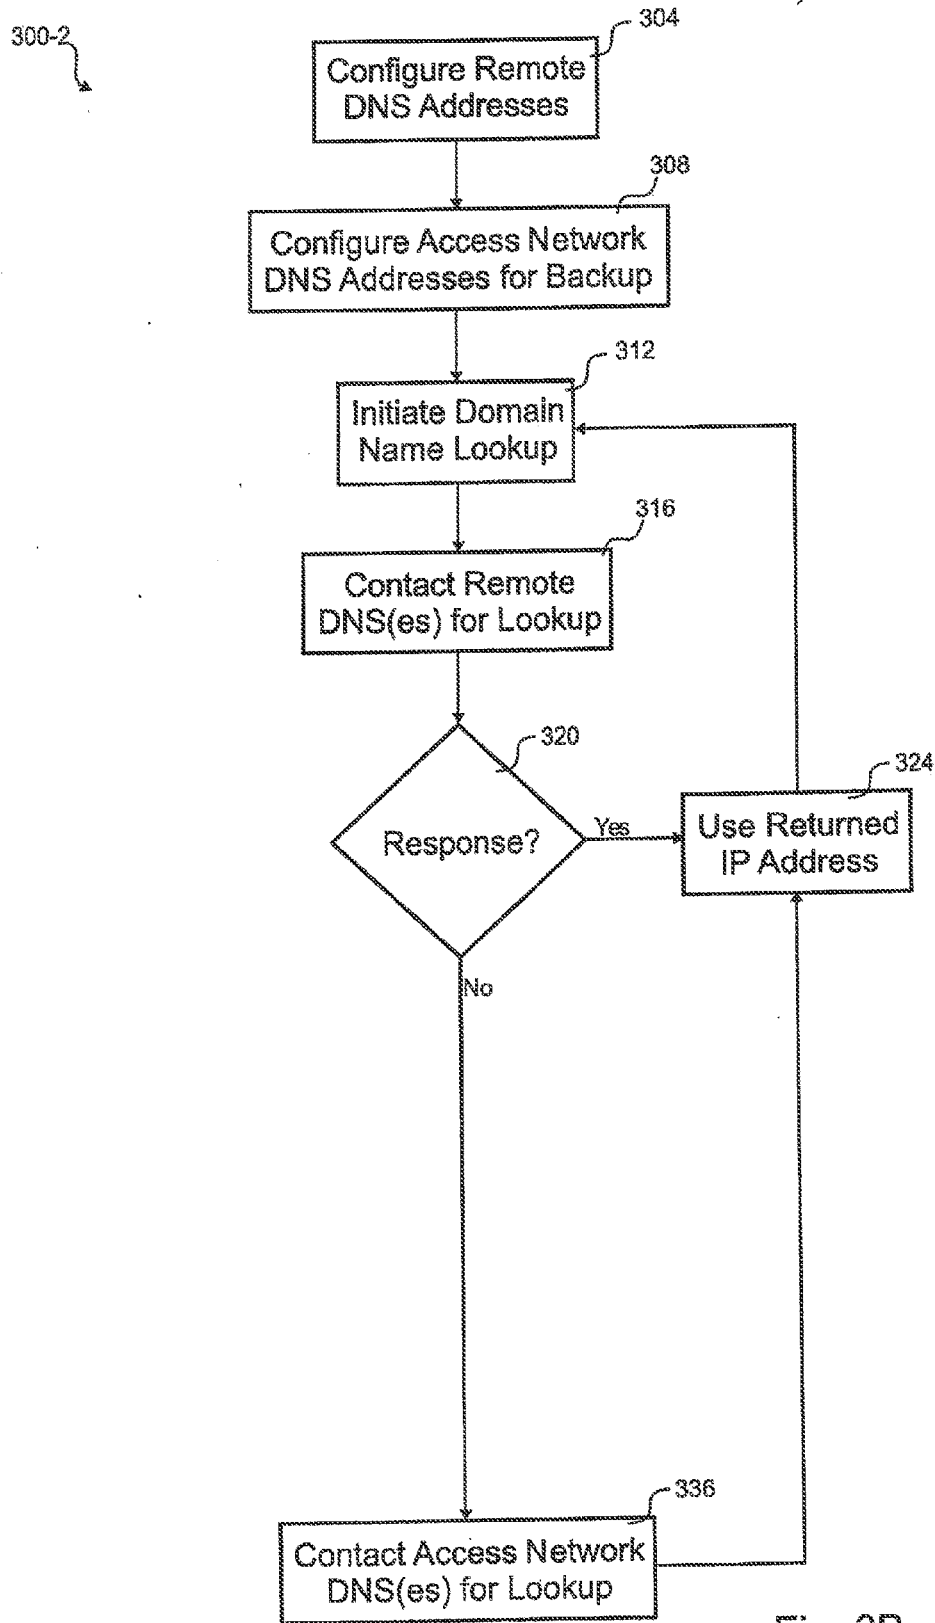 300-2
304
Configure Remote
DNS Addresses
308
Configure Access Network
DNS Addresses for Backup
312
Initiate Domain
Name Lookup
316
Contact Remote
DNS(es) for Lookup
320
Response?
Yes
324
Use Returned
IP Address
No
336
Contact Access Network
DNS(es) for Lookup